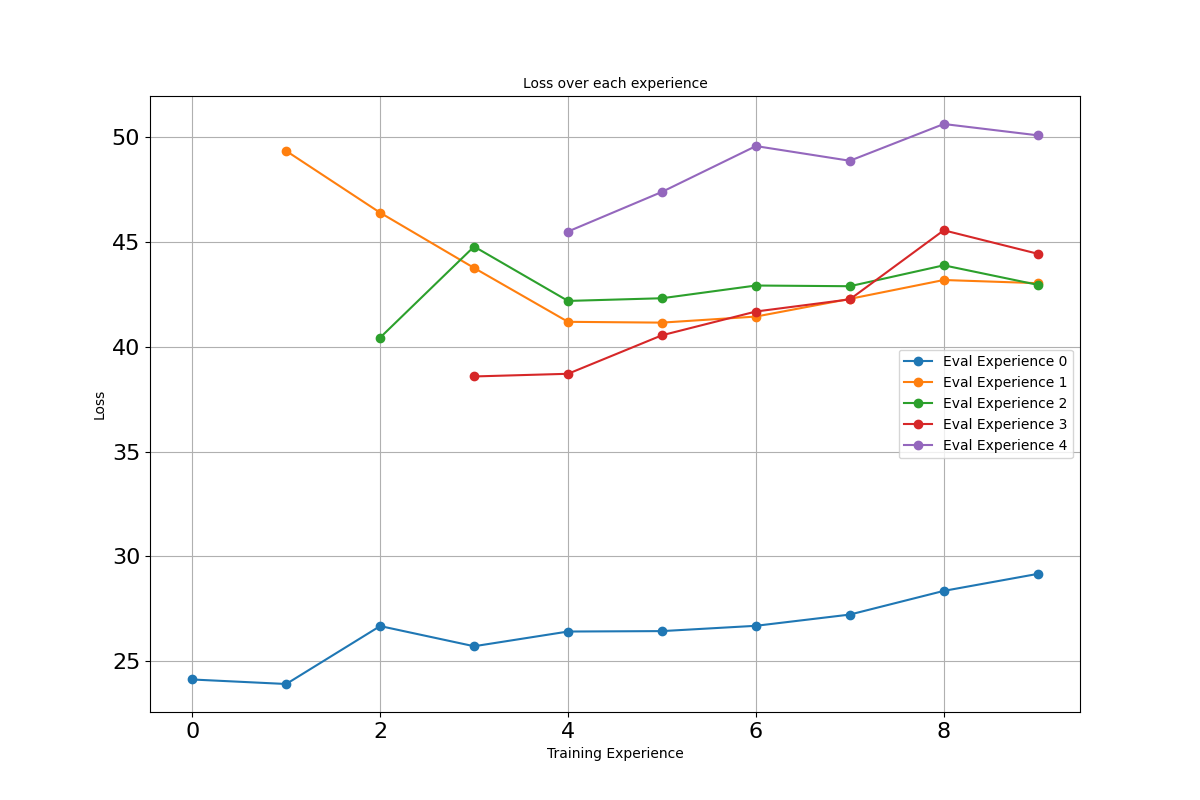 Loss over each experience
50
45
40
35
30
25
Loss
Eval Experience 0
Eval Experience 1
Eval Experience 2
Eval Experience 3
Eval Experience 4
0 2 4 6 8
Training Experience